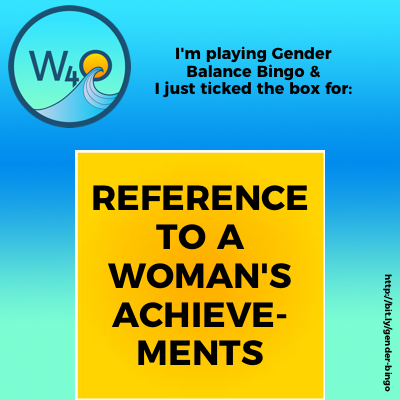 W4O
I'm playing Gender
Balance Bingo &
I just ticked the box for:
REFERENCE
TO A
WOMAN'S
ACHIEVE-
MENTS
http://bit.ly/gender-bingo